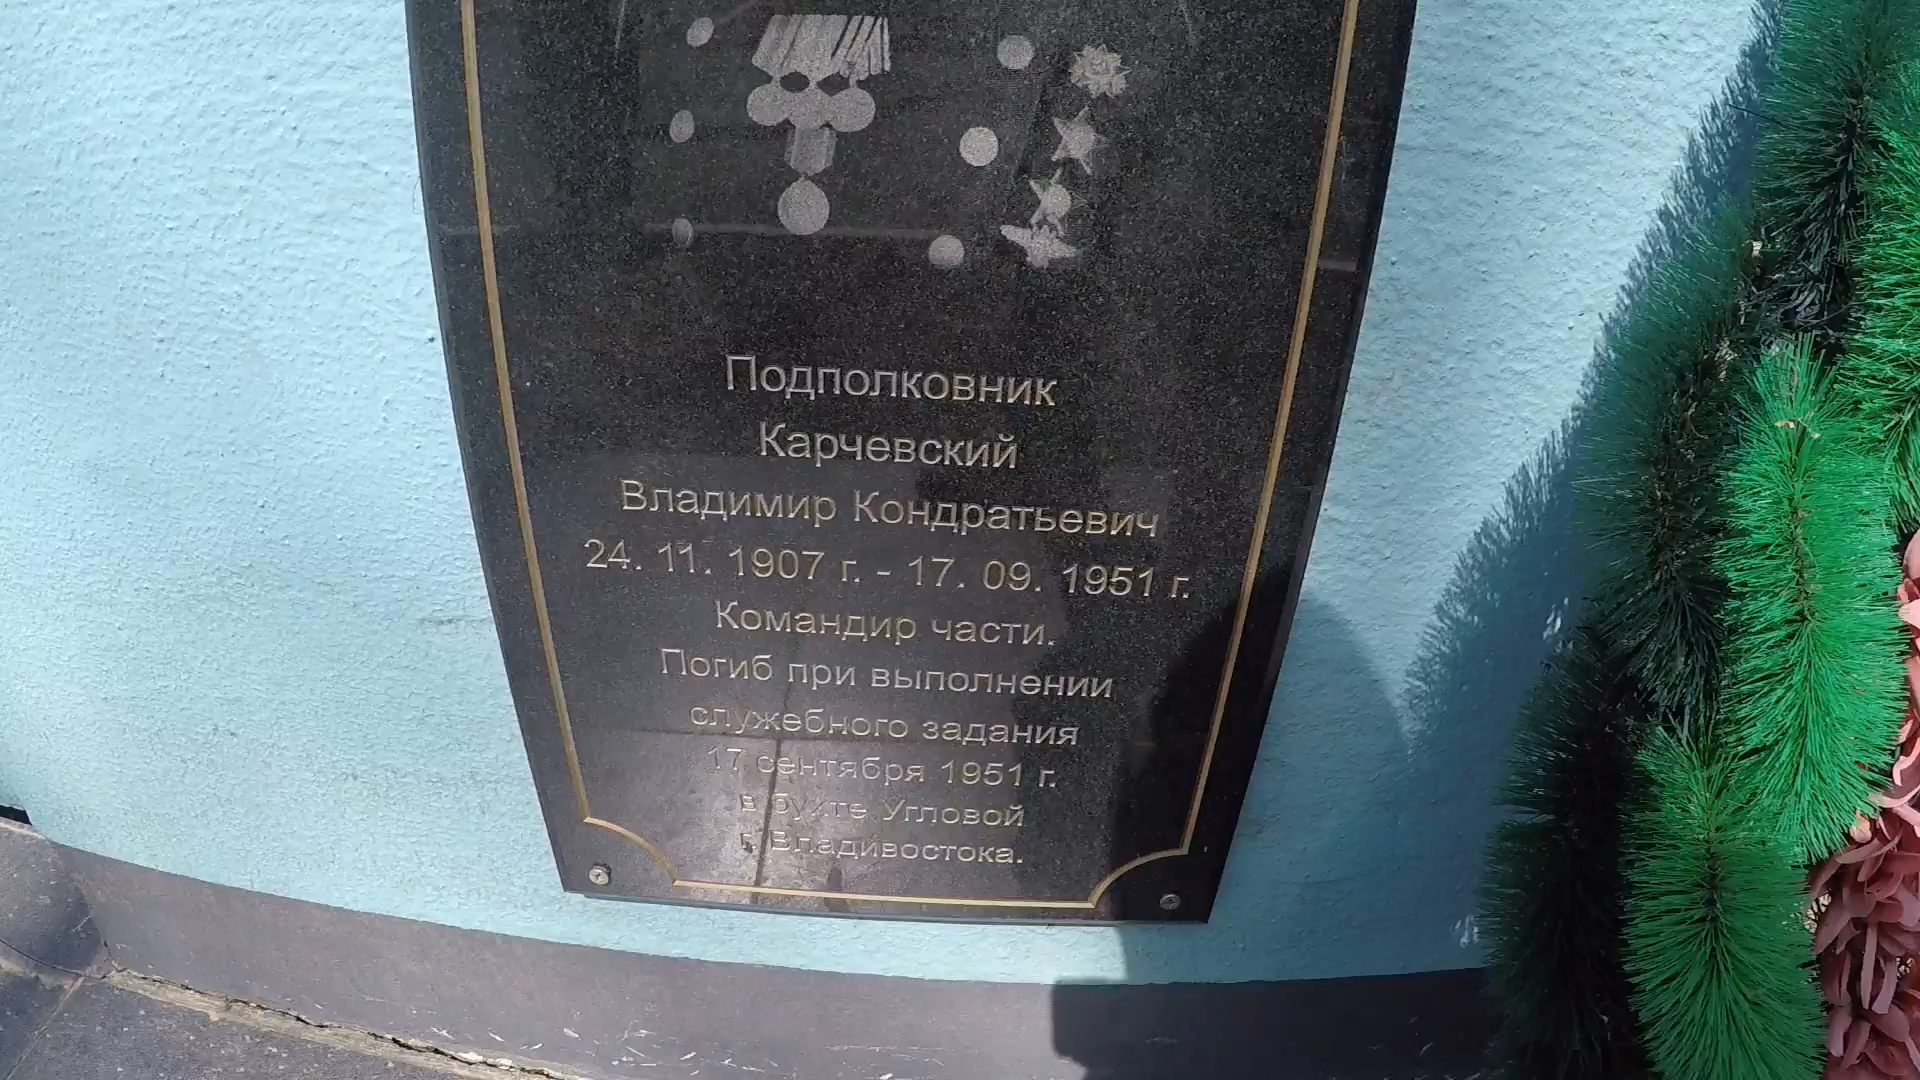 Подполковник
Карчевский
Владимир Кондратьевич
24. 11. 1907 г. - 17. 09. 1951 г.
Командир части.
Погиб при выполнении
служебного задания
17 сентября 1951 г.
в бухте Угловой
г. Владивостока.